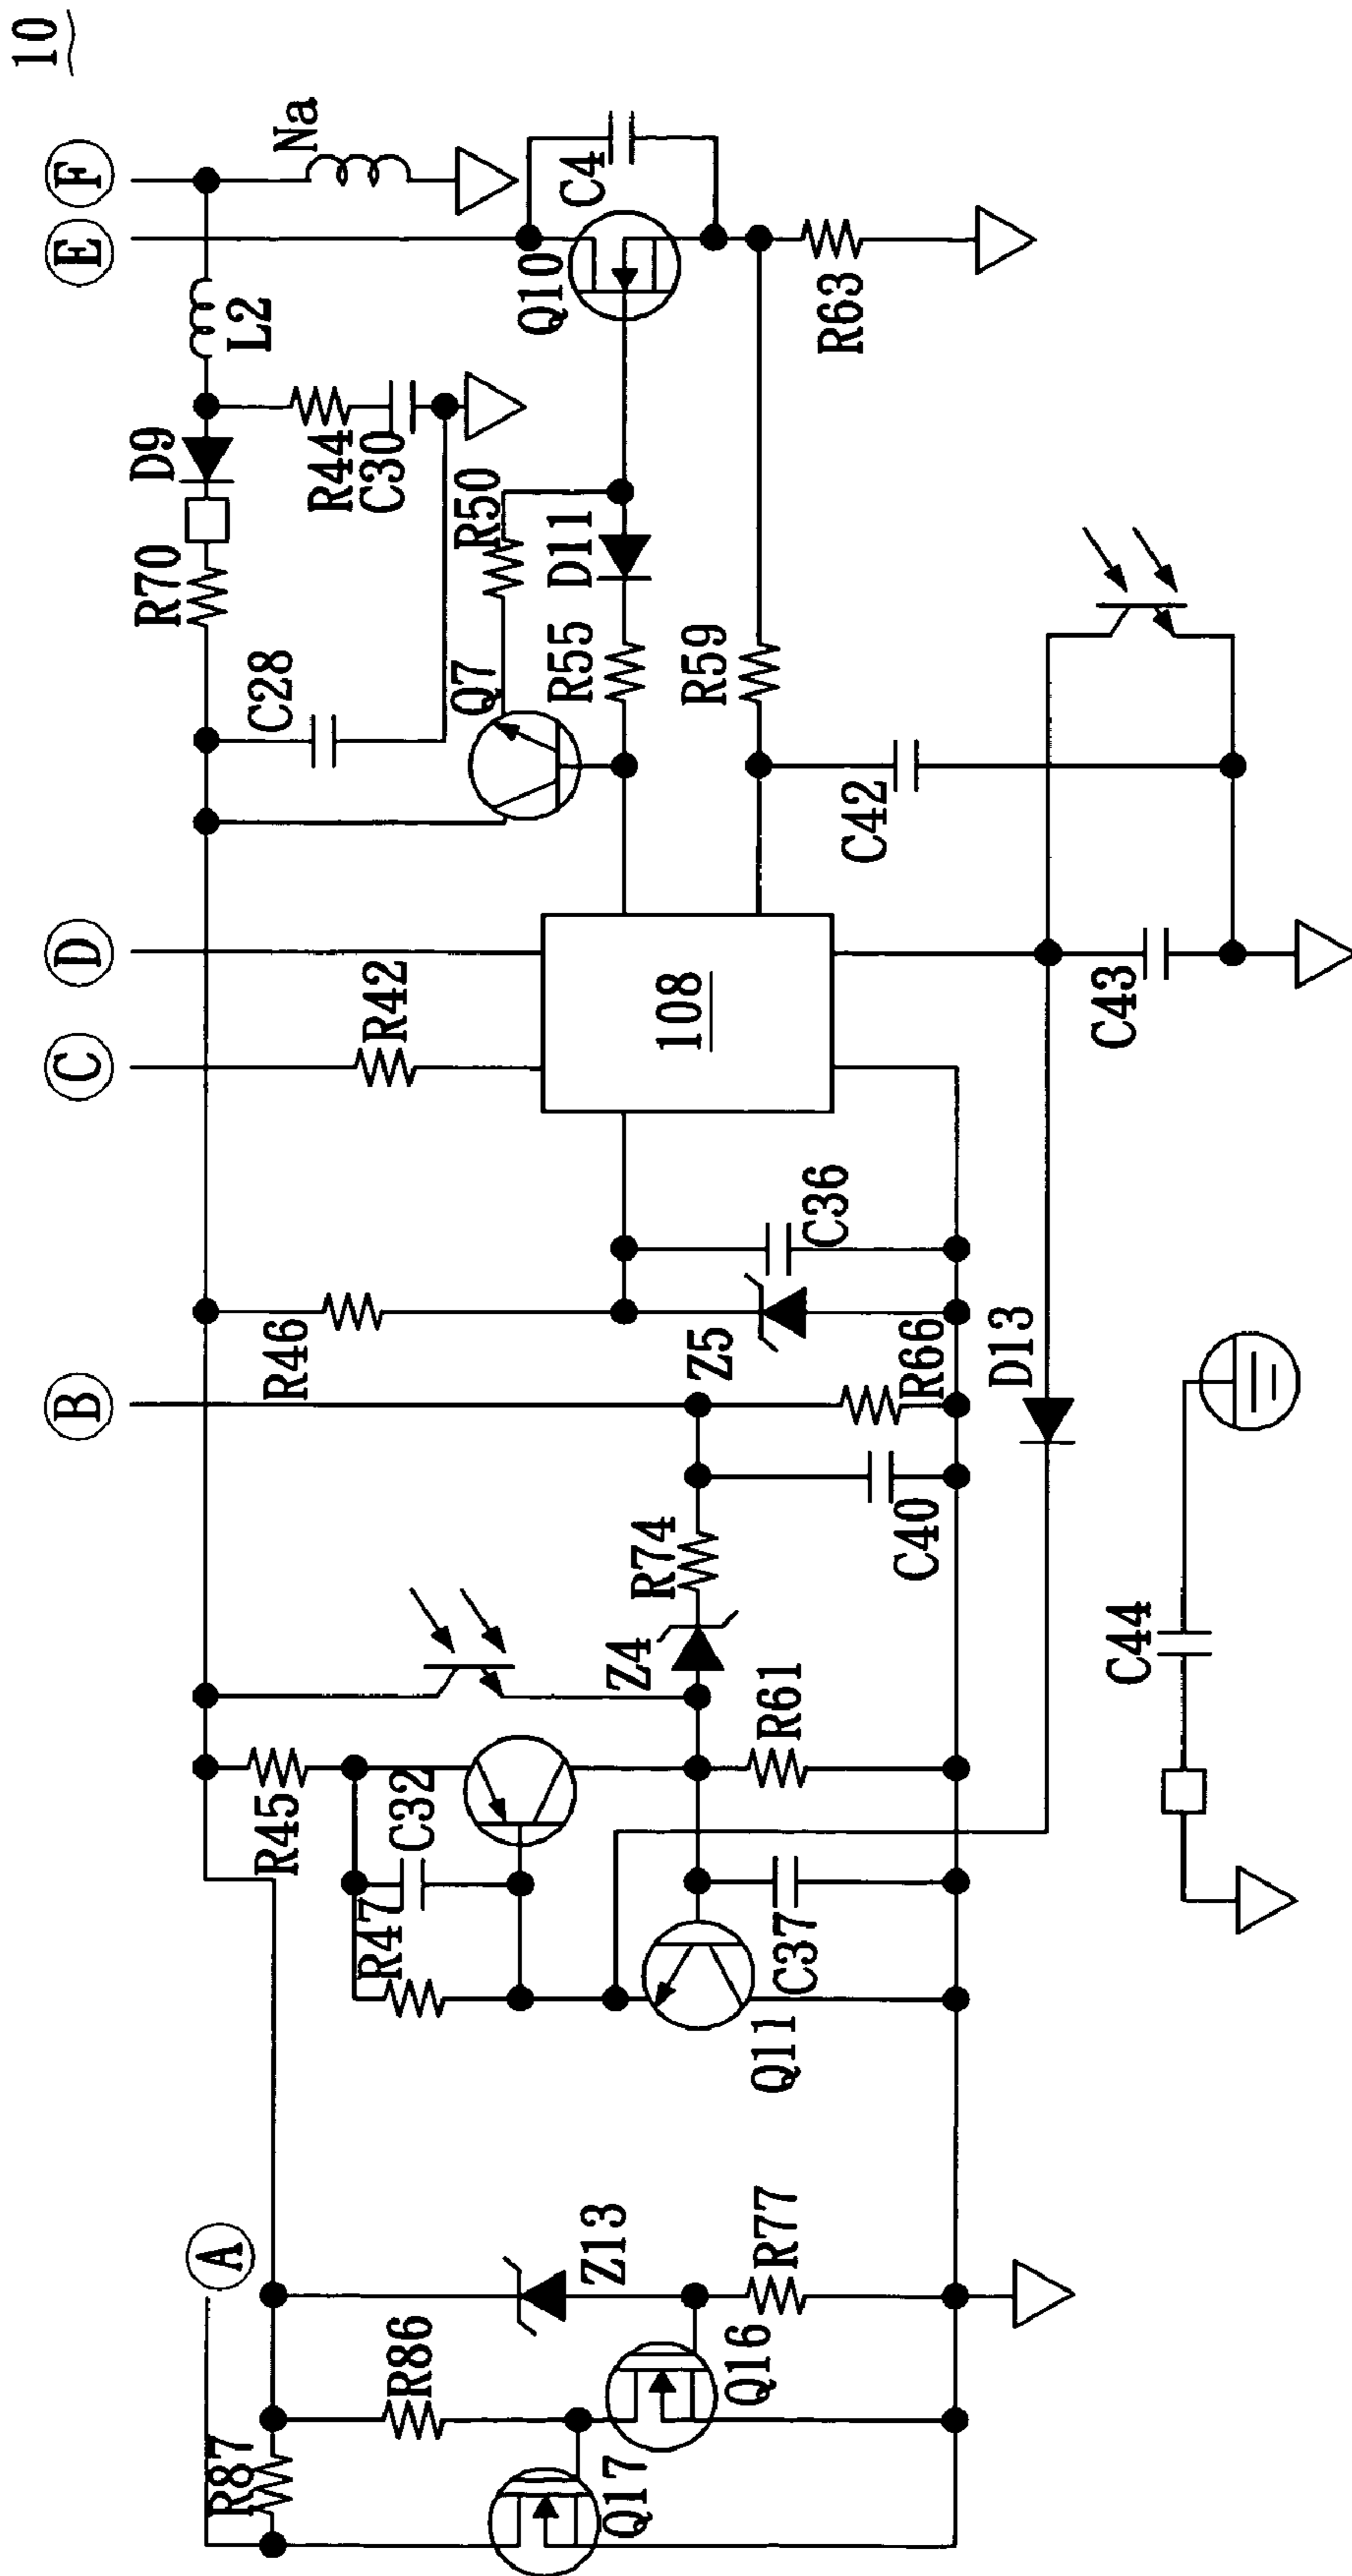 10
A
B
C
D
E
F
R87
R86
Z13
Q17
Q16
R77
R45
R47
C32
Q11
C37
R61
Z4
R74
C40
R66
Z5
R46
C36
D13
C44
R42
108
C28
R70
D9
L2
Na
R44
C30
Q7
R50
R55
D11
Q10
C4
R59
R63
C42
C43